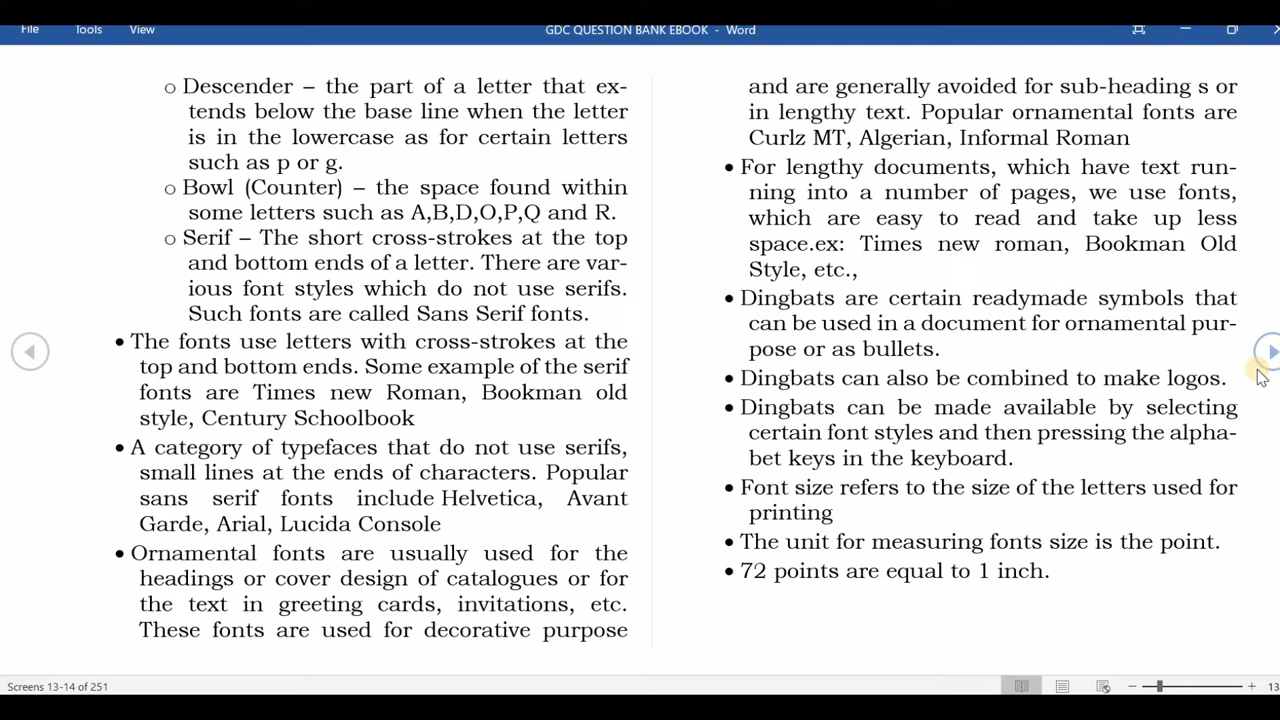 File Tools View GDC QUESTION BANK EBOOK - Word
o Descender – the part of a letter that ex-
tends below the base line when the letter
is in the lowercase as for certain letters
such as p or g.
o Bowl (Counter) – the space found within
some letters such as A,B,D,O,P,Q and R.
o Serif – The short cross-strokes at the top
and bottom ends of a letter. There are var-
ious font styles which do not use serifs.
Such fonts are called Sans Serif fonts.
• The fonts use letters with cross-strokes at the
top and bottom ends. Some example of the serif
fonts are Times new Roman, Bookman old
style, Century Schoolbook
• A category of typefaces that do not use serifs,
small lines at the ends of characters. Popular
sans serif fonts include Helvetica, Avant
Garde, Arial, Lucida Console
• Ornamental fonts are usually used for the
headings or cover design of catalogues or for
the text in greeting cards, invitations, etc.
These fonts are used for decorative purpose
and are generally avoided for sub-heading s or
in lengthy text. Popular ornamental fonts are
Curlz MT, Algerian, Informal Roman
• For lengthy documents, which have text run-
ning into a number of pages, we use fonts,
which are easy to read and take up less
space.ex: Times new roman, Bookman Old
Style, etc.,
• Dingbats are certain readymade symbols that
can be used in a document for ornamental pur-
pose or as bullets.
• Dingbats can also be combined to make logos.
• Dingbats can be made available by selecting
certain font styles and then pressing the alpha-
bet keys in the keyboard.
• Font size refers to the size of the letters used for
printing
• The unit for measuring fonts size is the point.
• 72 points are equal to 1 inch.
Screens 13-14 of 251
13